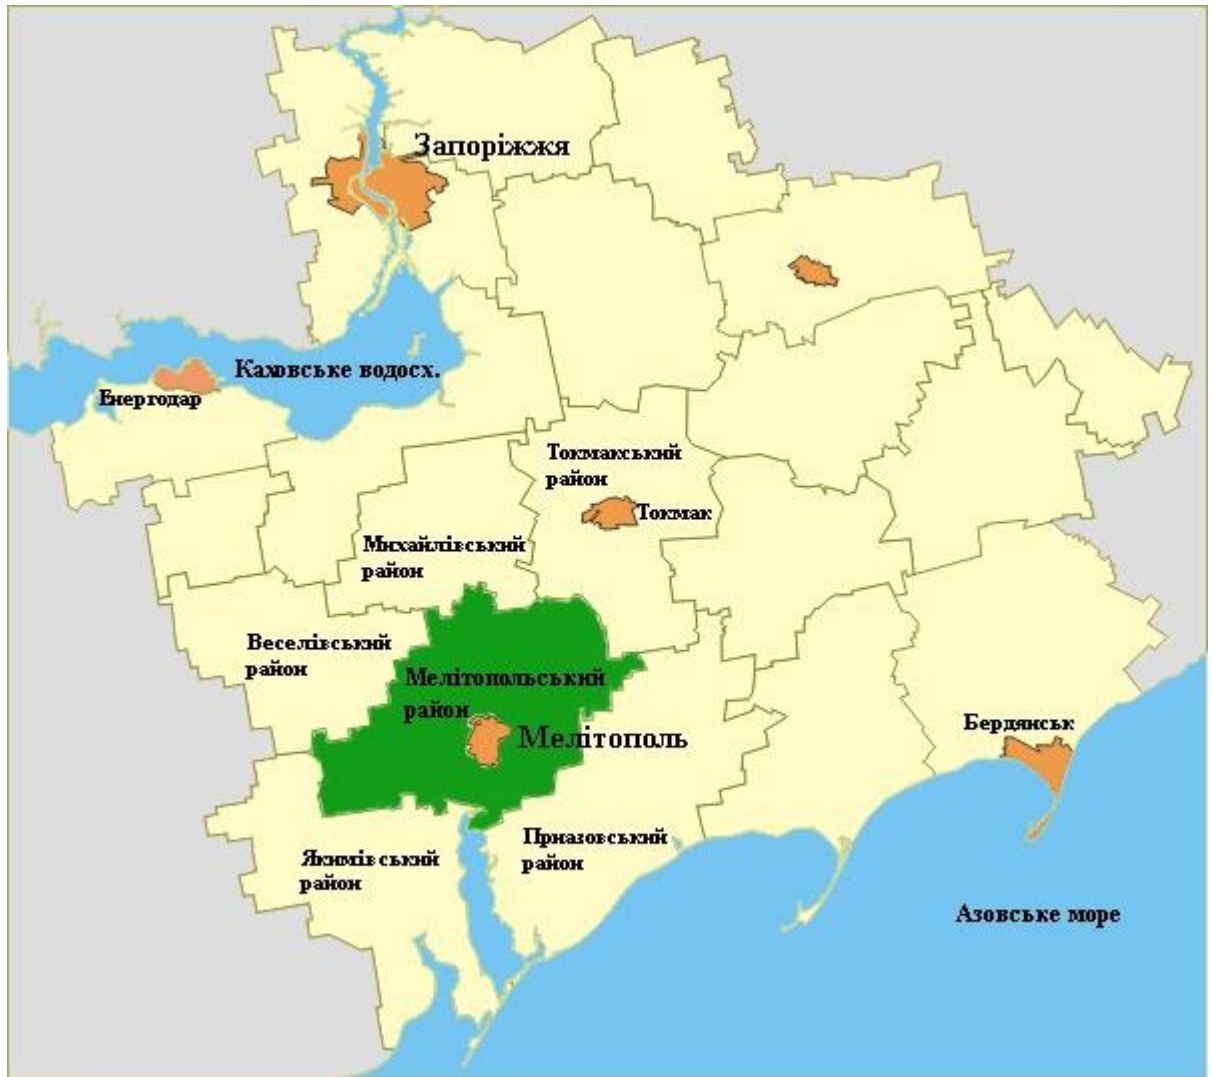 Запоріжжя
Каховське водосх.
Енергодар
Токмакський
район
Токмак
Михайлівський
район
Веселівський
район
Мелітопольський
район
Мелітополь
Бердянськ
Приазовський
район
Якимівський
район
Азовське море